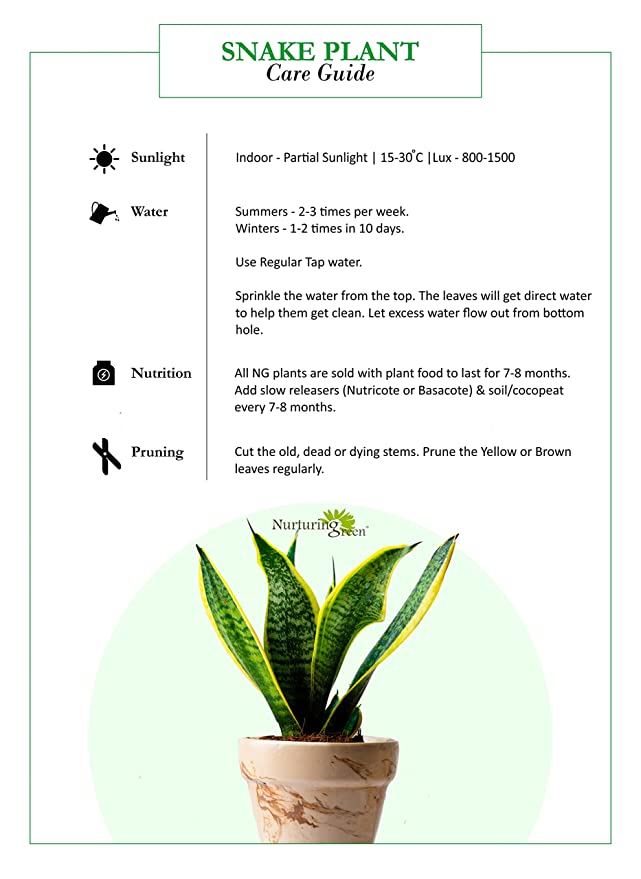 SNAKE PLANT
Care Guide
Sunlight
Indoor - Partial Sunlight | 15-30°C |Lux - 800-1500
Water
Summers - 2-3 times per week.
Winters - 1-2 times in 10 days.
Use Regular Tap water.
Sprinkle the water from the top. The leaves will get direct water
to help them get clean. Let excess water flow out from bottom
hole.
Nutrition
All NG plants are sold with plant food to last for 7-8 months.
Add slow releasers (Nutricote or Basacote) & soil/cocopeat
every 7-8 months.
Pruning
Cut the old, dead or dying stems. Prune the Yellow or Brown
leaves regularly.
Nurturing
Green®